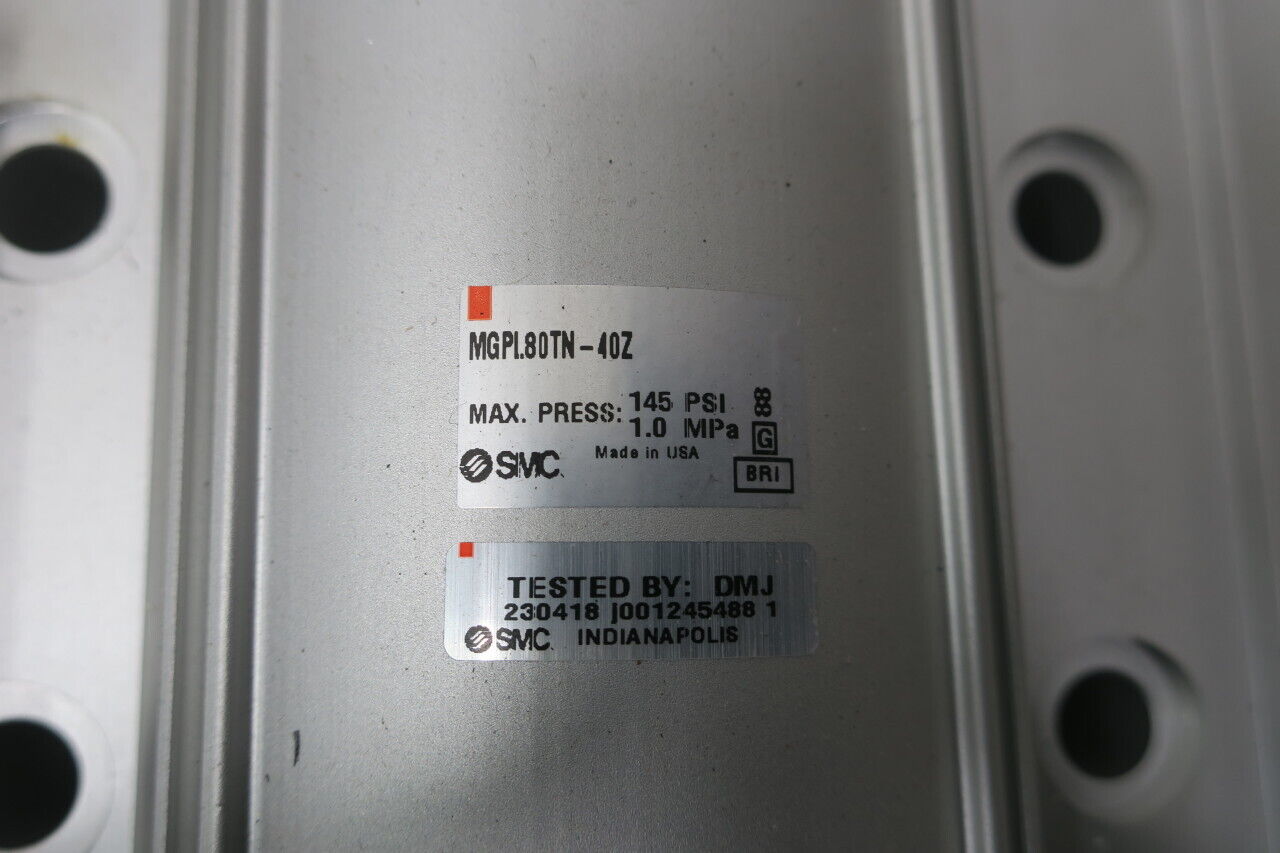 MGPL80TN-40Z
MAX. PRESS: 145 PSI
1.0 MPa
88
G
SMC
Made in USA
BRI
TESTED BY: DMJ
230418 J001245488 1
SMC INDIANAPOLIS